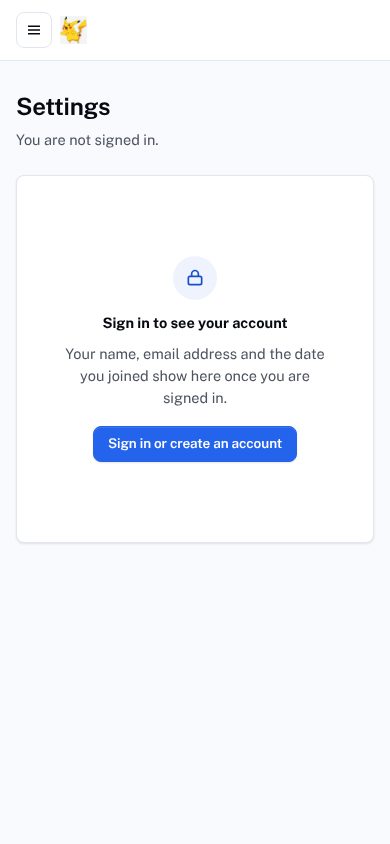 Settings
You are not signed in.
Sign in to see your account
Your name, email address and the date
you joined show here once you are
signed in.
Sign in or create an account